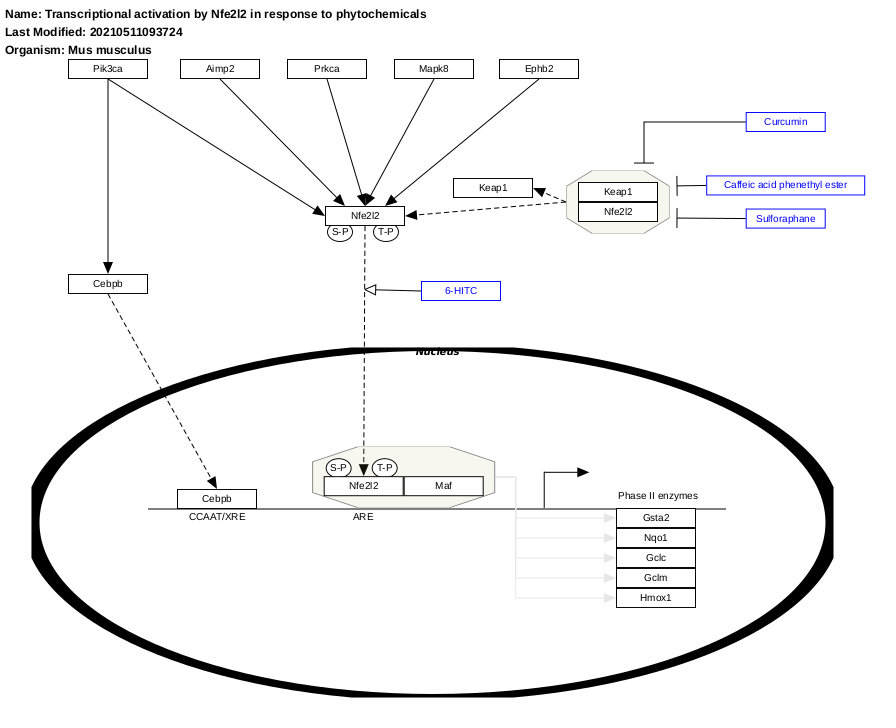 Name: Transcriptional activation by Nfe2l2 in response to phytochemicals
Last Modified: 20210511093724
Organism: Mus musculus
Pik3ca
Aimp2
Prkca
Mapk8
Ephb2
Curcumin
Keap1
Keap1
Caffeic acid phenethyl ester
Nfe2l2
Nfe2l2
Sulforaphane
S-P
T-P
Cebpb
6-HITC
Nucleus
S-P
T-P
Nfe2l2
Maf
Cebpb
Phase II enzymes
CCAAT/XRE
ARE
Gsta2
Nqo1
Gclc
Gclm
Hmox1